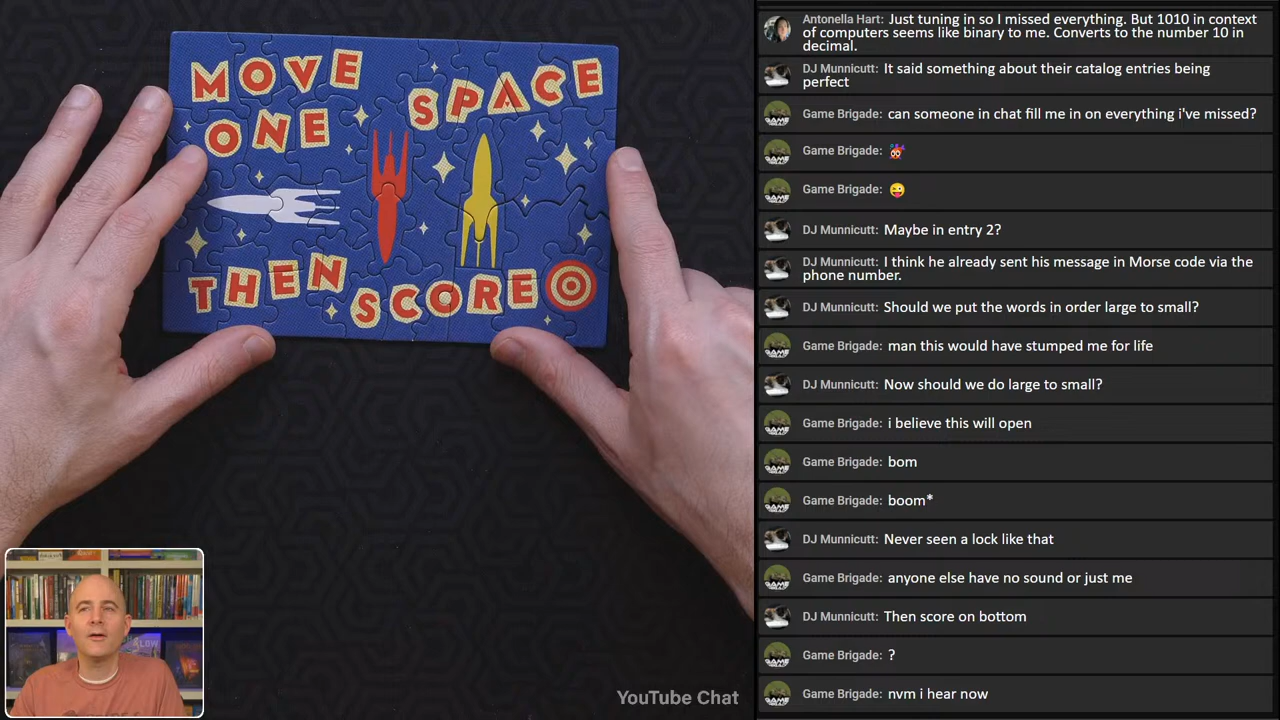 MOVE SPACE
ONE
THEN SCORE
Antonella Hart: Just tuning in so I missed everything. But 1010 in context
of computers seems like binary to me. Converts to the number 10 in
decimal.
DJ Munnicutt: It said something about their catalog entries being
perfect
Game Brigade: can someone in chat fill me in on everything i've missed?
Game Brigade: 
Game Brigade: 😜
DJ Munnicutt: Maybe in entry 2?
DJ Munnicutt: I think he already sent his message in Morse code via the
phone number.
DJ Munnicutt: Should we put the words in order large to small?
Game Brigade: man this would have stumped me for life
DJ Munnicutt: Now should we do large to small?
Game Brigade: i believe this will open
Game Brigade: bom
Game Brigade: boom*
DJ Munnicutt: Never seen a lock like that
Game Brigade: anyone else have no sound or just me
DJ Munnicutt: Then score on bottom
Game Brigade: ?
Game Brigade: nvm i hear now
YouTube Chat